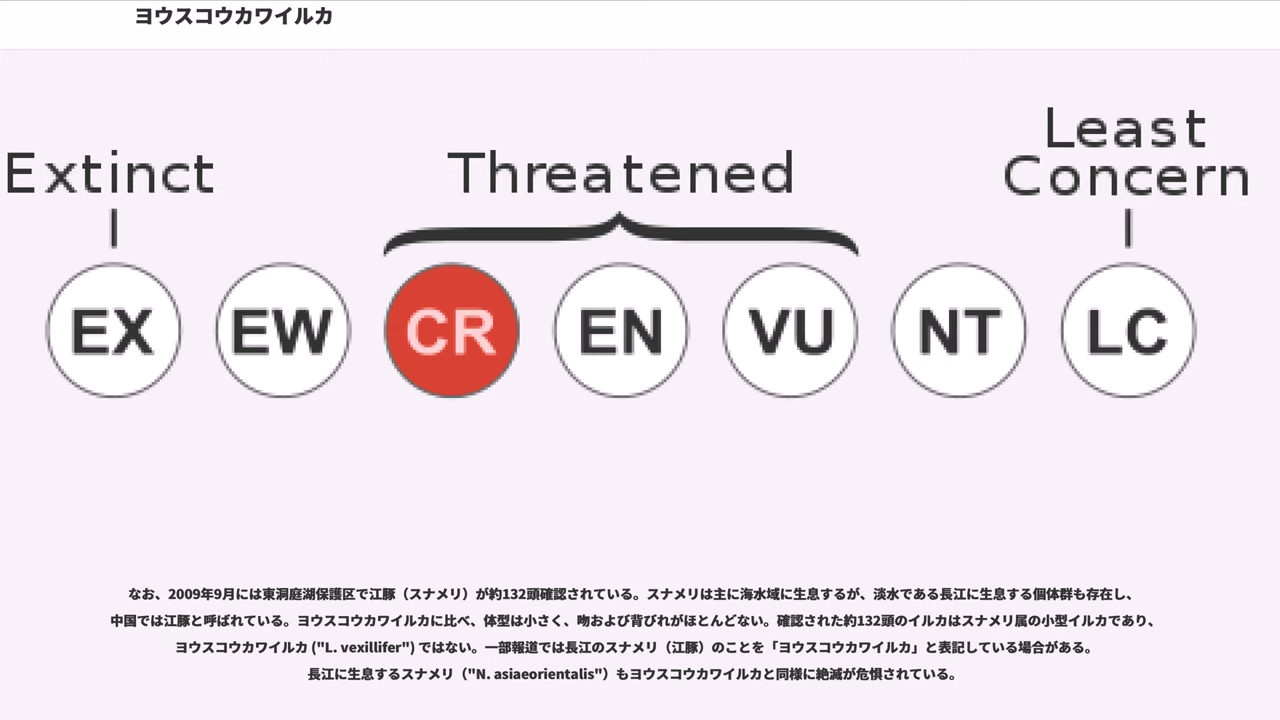 ヨウスコウカワイルカ
Least
Concern
Extinct
Threatened
EX
EW
CR
EN
VU
NT
LC
なお、2009年9月には東洞庭湖保護区で江豚（スナメリ）が約132頭確認されている。スナメリは主に海水域に生息するが、淡水である長江に生息する個体群も存在し、
中国では江豚と呼ばれている。ヨウスコウカワイルカに比べ、体型は小さく、吻および背びれがほとんどない。確認された約132頭のイルカはスナメリ属の小型イルカであり、
ヨウスコウカワイルカ ("L. vexillifer") ではない。一部報道では長江のスナメリ（江豚）のことを「ヨウスコウカワイルカ」と表記している場合がある。
長江に生息するスナメリ（"N. asiaeorientalis"）もヨウスコウカワイルカと同様に絶滅が危惧されている。